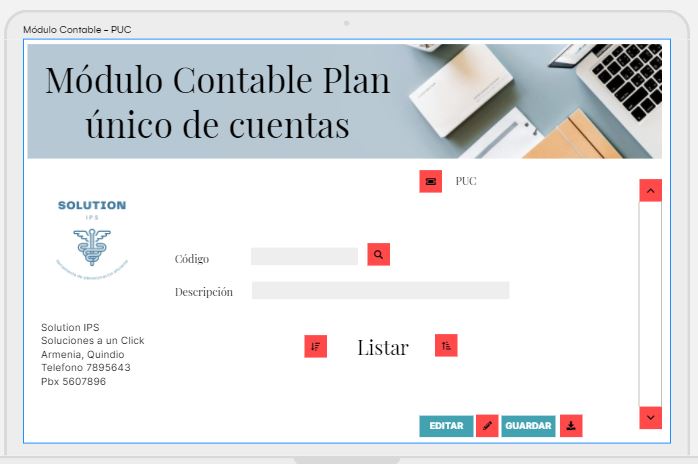 Módulo Contable – PUC
Módulo Contable Plan
único de cuentas
PUC
SOLUTION
IPS
Código
Descripción
Solution IPS
Soluciones a un Click
Armenia, Quindio
Telefono 7895643
Pbx 5607896
Listar
EDITAR
GUARDAR